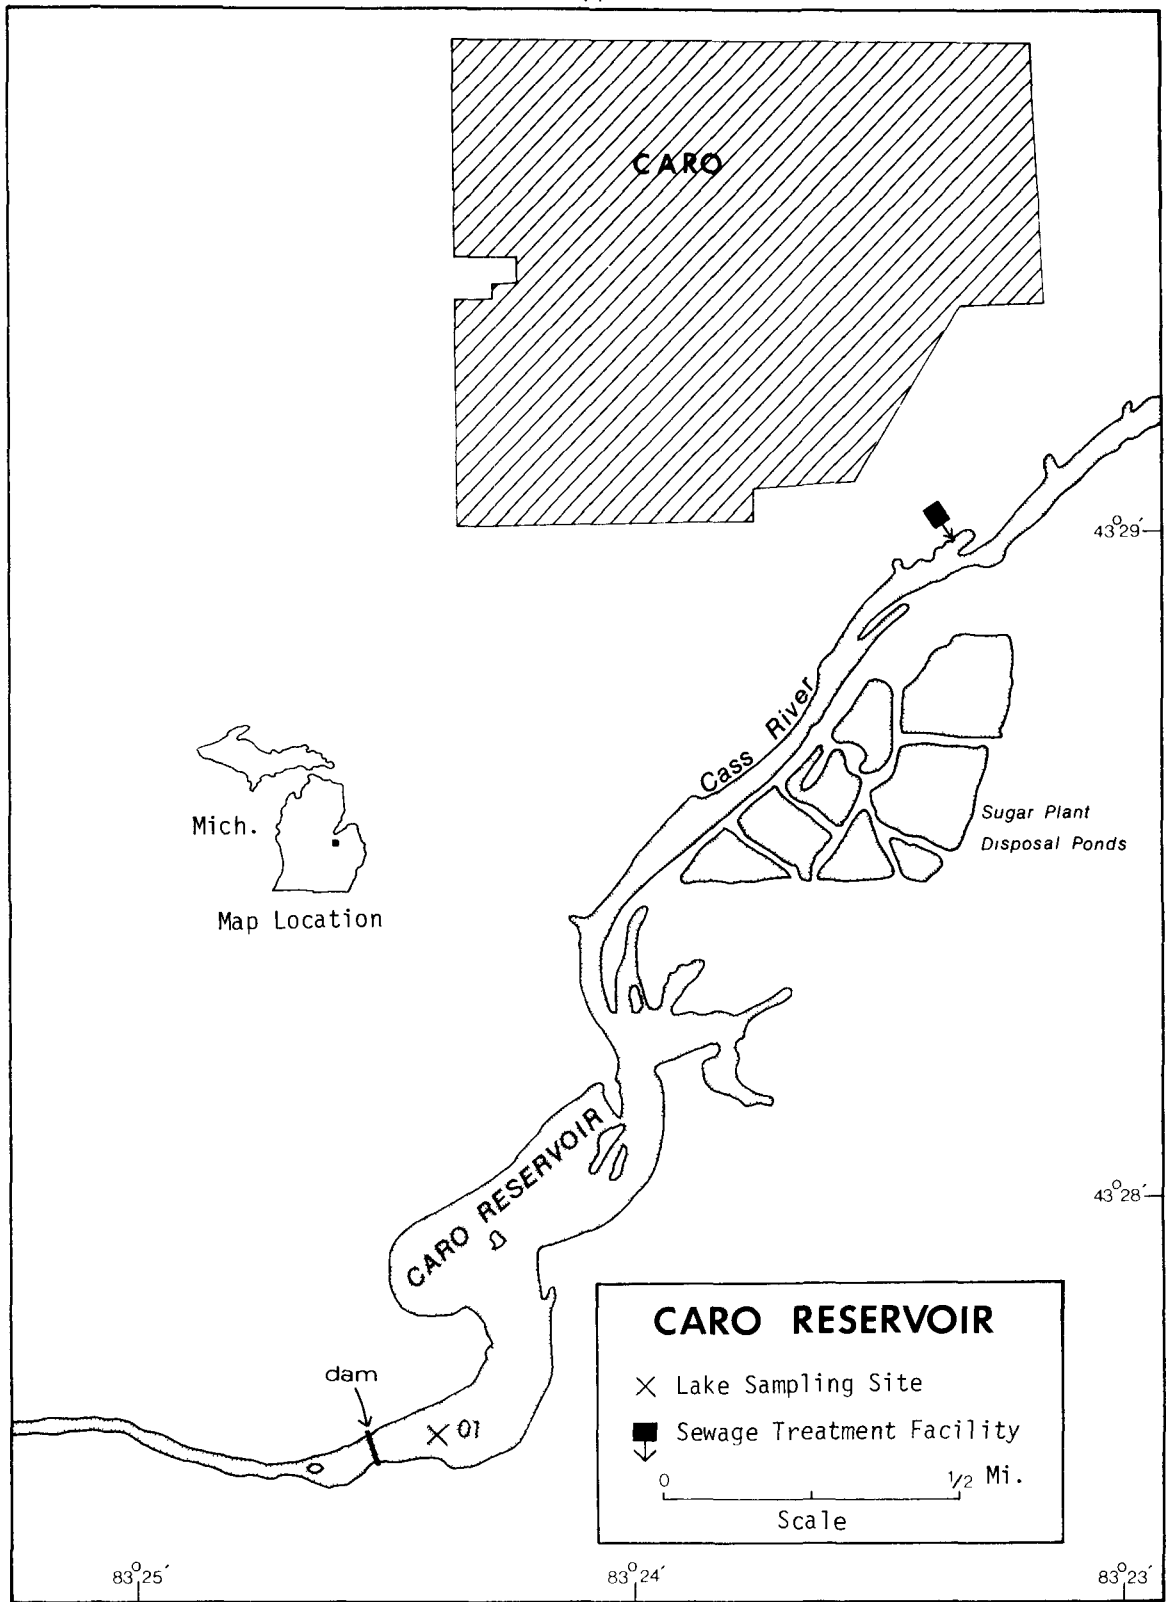 CARO
43°29′
Cass River
Sugar Plant
Disposal Ponds
Mich.
Map Location
43°28′
CARO RESERVOIR
dam
01
CARO RESERVOIR
Lake Sampling Site
Sewage Treatment Facility
0 1/2 Mi.
Scale
83°25′ 83°24′ 83°23′